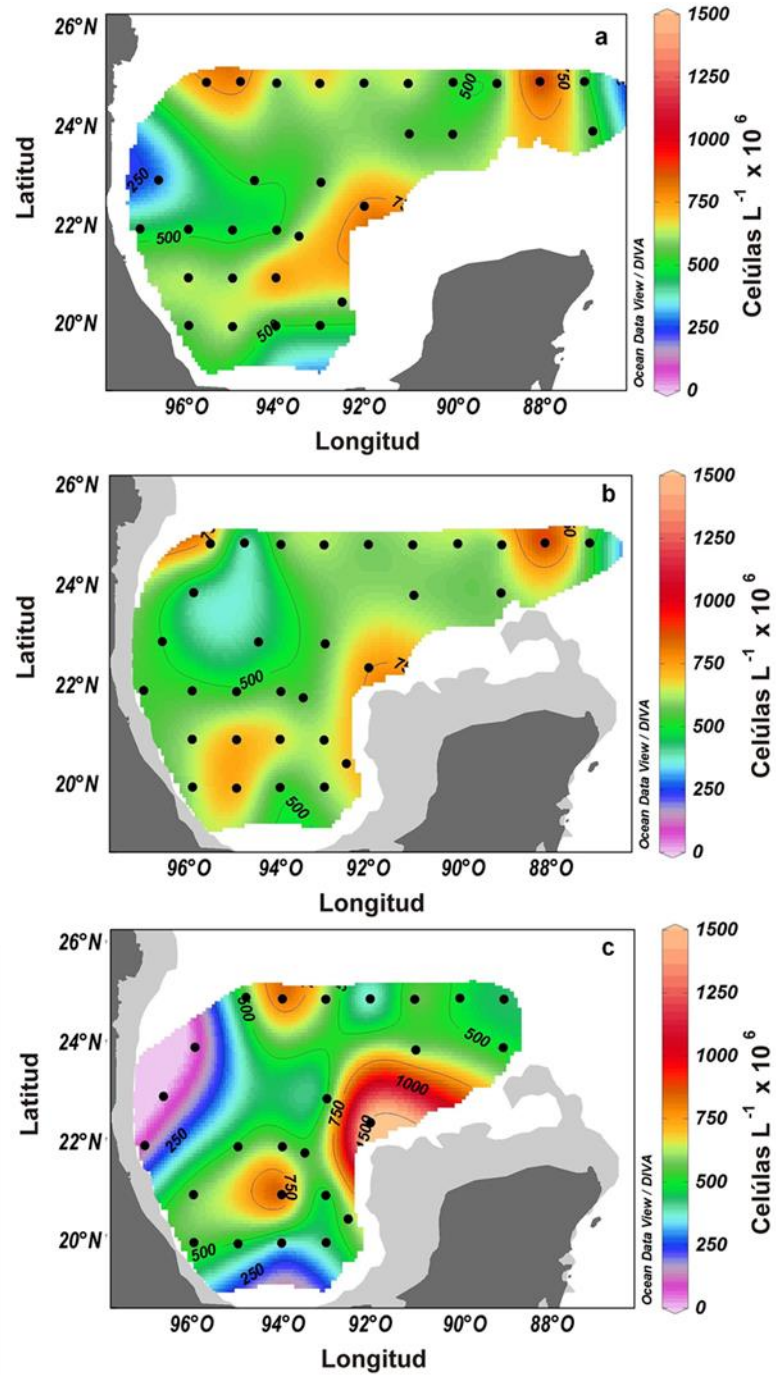 a
26°N
24°N
22°N
20°N
Latitud
96°O 94°O 92°O 90°O 88°O
Longitud
250
500
500
500
Ocean Data View / DIVA
1500
1250
1000
750
500
250
0
Células L⁻¹ x 10⁶
b
26°N
24°N
22°N
20°N
Latitud
96°O 94°O 92°O 90°O 88°O
Longitud
500
500
Ocean Data View / DIVA
1500
1250
1000
750
500
250
0
Células L⁻¹ x 10⁶
c
26°N
24°N
22°N
20°N
Latitud
96°O 94°O 92°O 90°O 88°O
Longitud
500
1000
750
1500
250
750
500
250
Ocean Data View / DIVA
1500
1250
1000
750
500
250
0
Células L⁻¹ x 10⁶